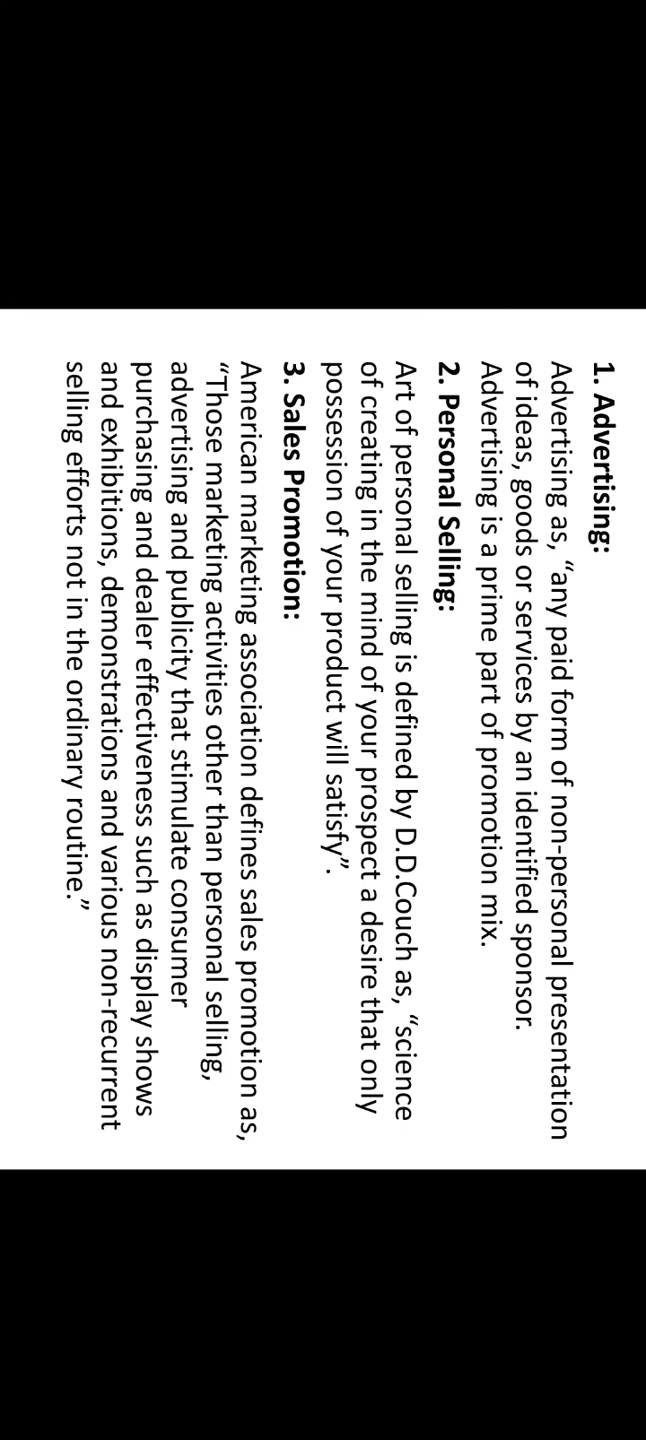 1. Advertising:
Advertising as, “any paid form of non-personal presentation
of ideas, goods or services by an identified sponsor.
Advertising is a prime part of promotion mix.
2. Personal Selling:
Art of personal selling is defined by D.D.Couch as, “science
of creating in the mind of your prospect a desire that only
possession of your product will satisfy”.
3. Sales Promotion:
American marketing association defines sales promotion as,
“Those marketing activities other than personal selling,
advertising and publicity that stimulate consumer
purchasing and dealer effectiveness such as display shows
and exhibitions, demonstrations and various non-recurrent
selling efforts not in the ordinary routine.”